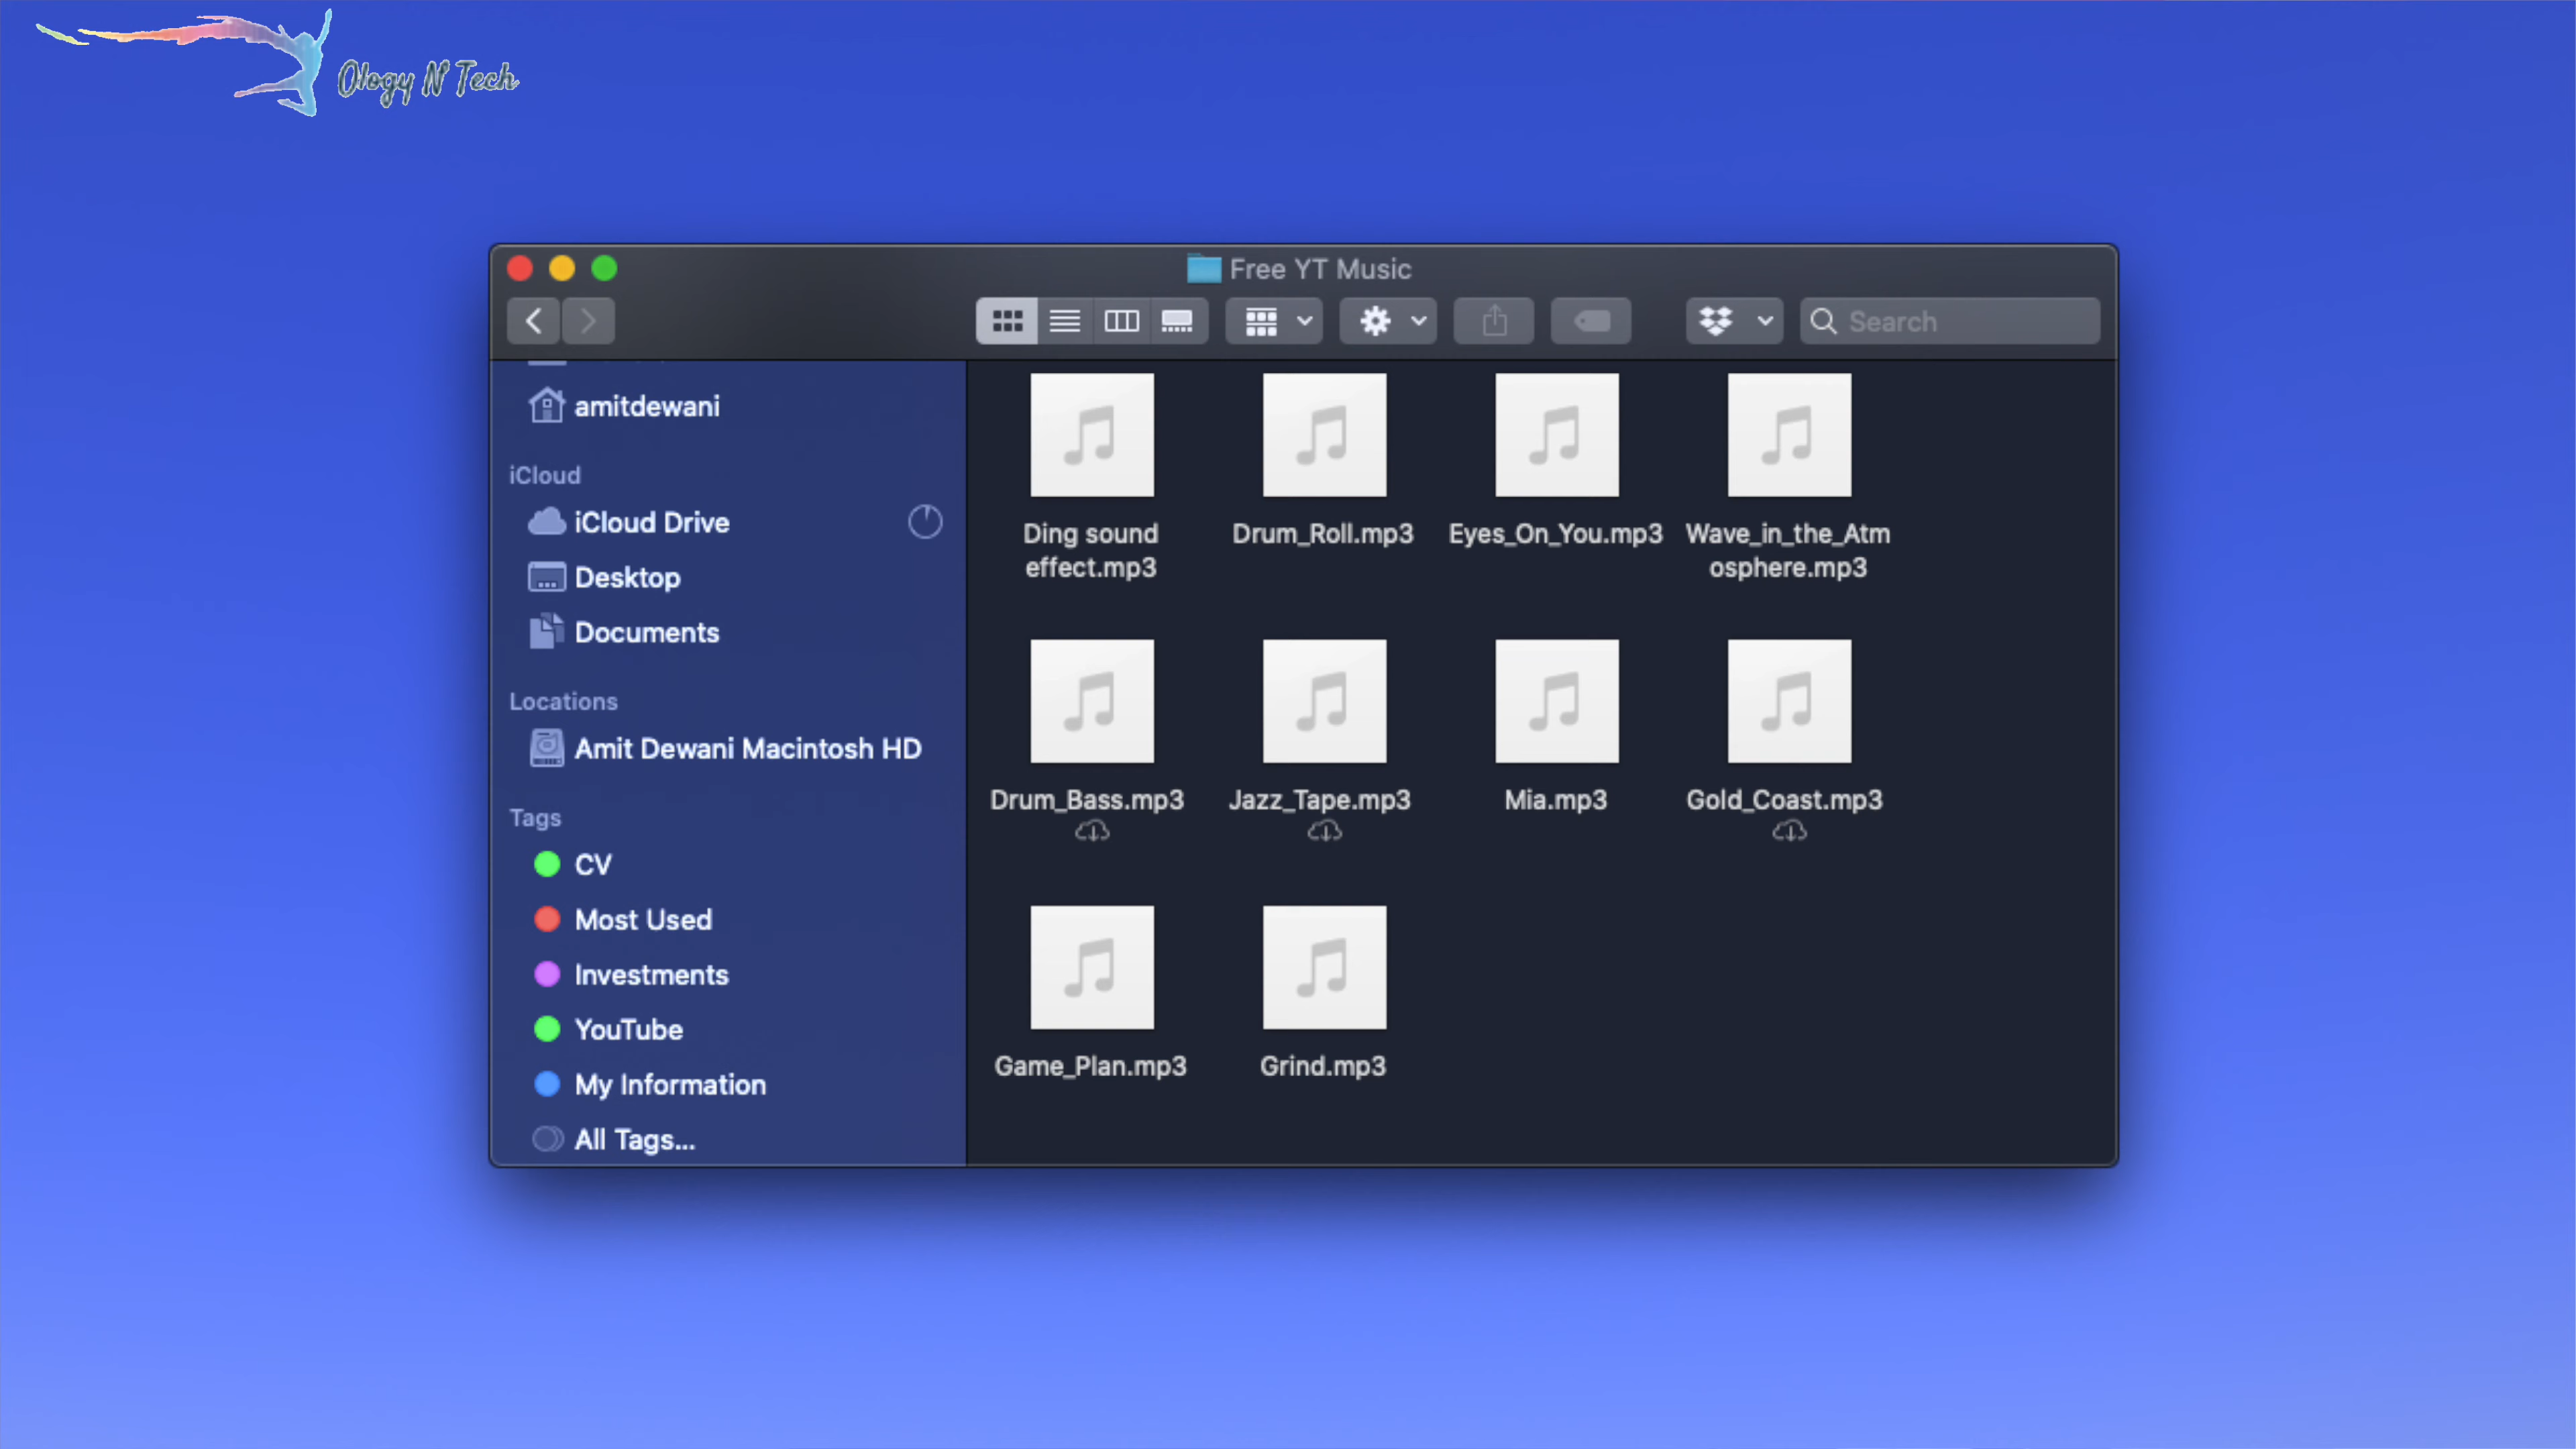 Ology N Tech
Free YT Music
Search
amitdewani
iCloud
iCloud Drive
Desktop
Documents
Locations
Amit Dewani Macintosh HD
Tags
CV
Most Used
Investments
YouTube
My Information
All Tags...
Ding sound
effect.mp3
Drum_Roll.mp3
Eyes_On_You.mp3
Wave_in_the_Atm
osphere.mp3
Drum_Bass.mp3
Jazz_Tape.mp3
Mia.mp3
Gold_Coast.mp3
Game_Plan.mp3
Grind.mp3